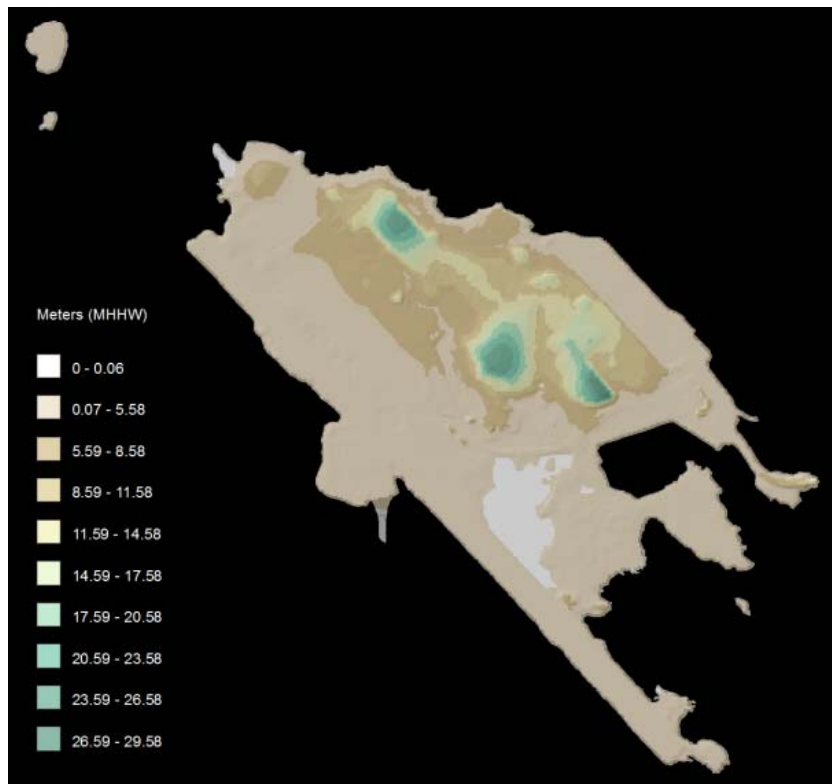 Meters (MHHW)
0 - 0.06
0.07 - 5.58
5.59 - 8.58
8.59 - 11.58
11.59 - 14.58
14.59 - 17.58
17.59 - 20.58
20.59 - 23.58
23.59 - 26.58
26.59 - 29.58